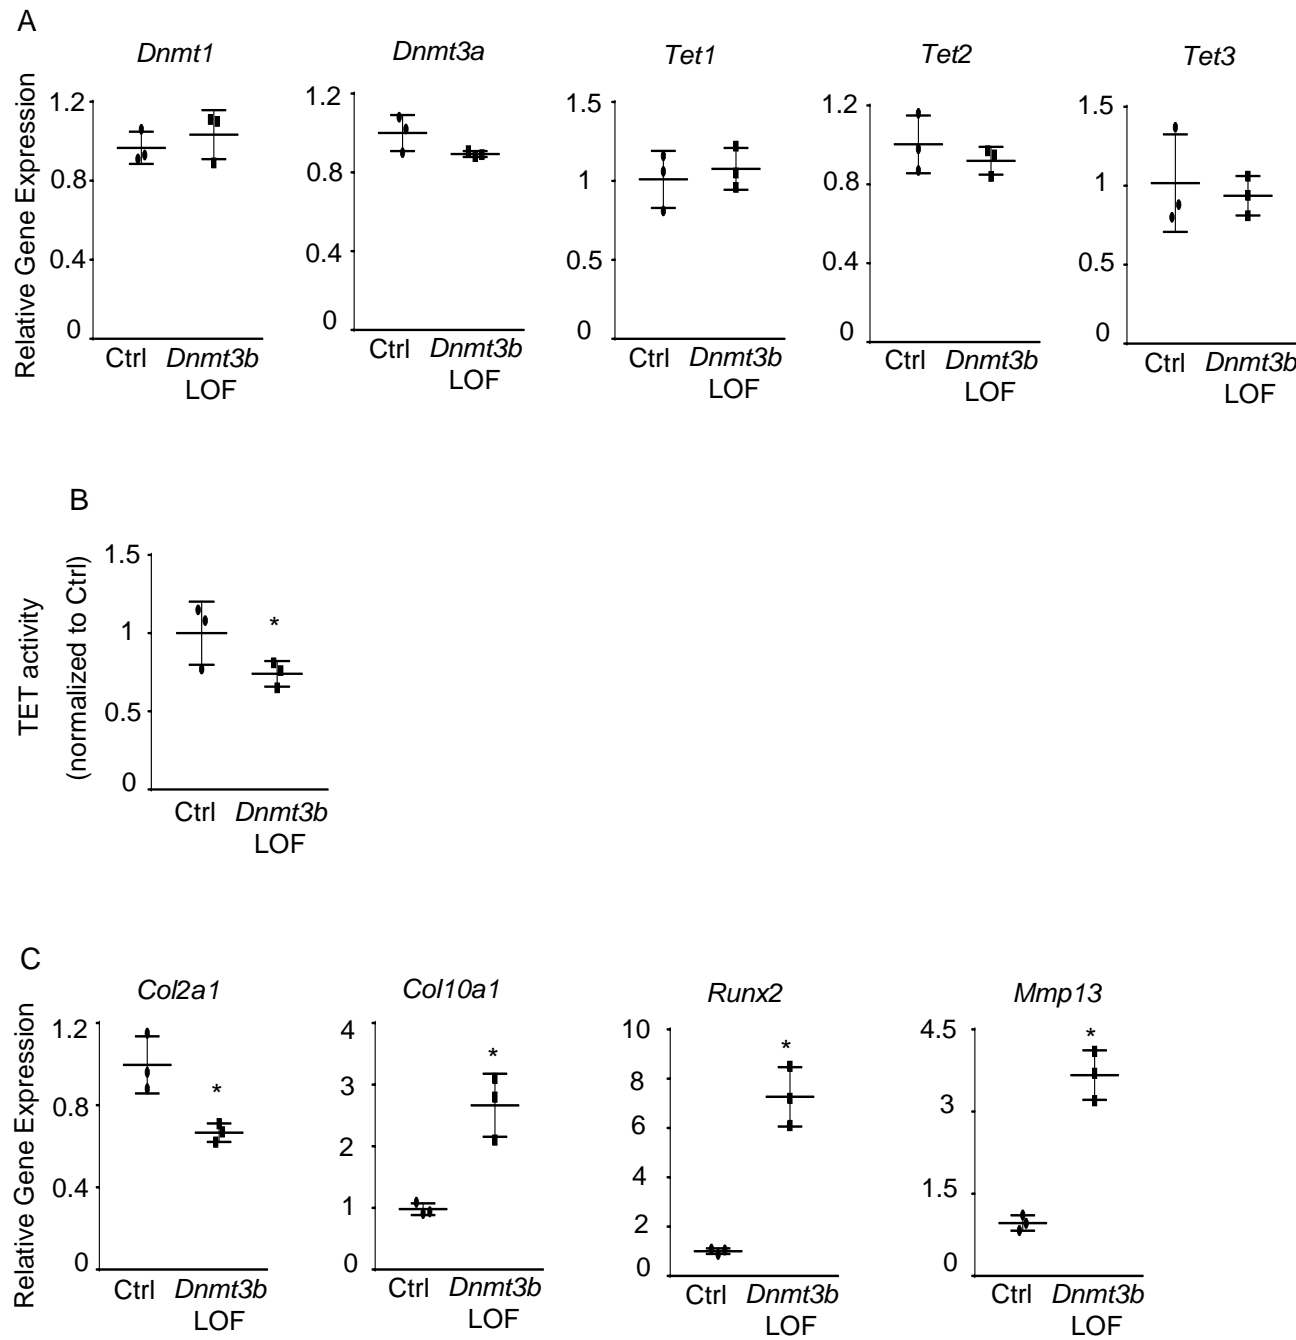 A
Dnmt1
Dnmt3a
Tet1
Tet2
Tet3
Relative Gene Expression
1.2
0.8
0.4
0
Ctrl
Dnmt3b
LOF
1.2
0.8
0.4
0
Ctrl
Dnmt3b
LOF
1.5
1
0.5
0
Ctrl
Dnmt3b
LOF
1.2
0.8
0.4
0
Ctrl
Dnmt3b
LOF
1.5
1
0.5
0
Ctrl
Dnmt3b
LOF
B
TET activity
(normalized to Ctrl)
1.5
1
0.5
0
*
Ctrl
Dnmt3b
LOF
C
Col2a1
Col10a1
Runx2
Mmp13
Relative Gene Expression
1.2
0.8
0.4
0
*
Ctrl
Dnmt3b
LOF
4
3
2
1
0
*
Ctrl
Dnmt3b
LOF
10
8
6
4
2
0
*
Ctrl
Dnmt3b
LOF
4.5
3
1.5
0
*
Ctrl
Dnmt3b
LOF